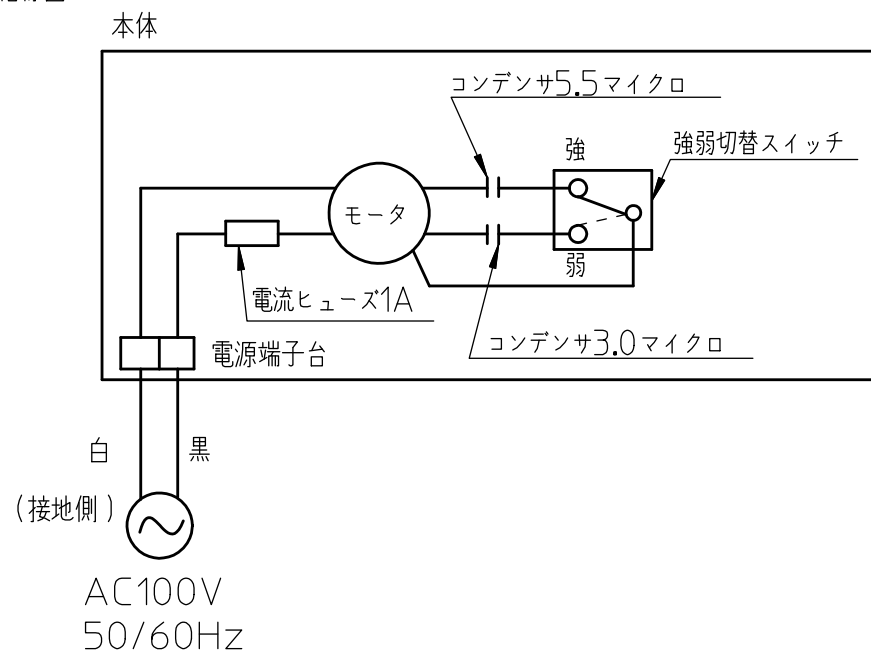 本体
コンデンサ5.5マイクロ
強
強弱切替スイッチ
モータ
弱
電流ヒューズ1A
コンデンサ3.0マイクロ
電源端子台
白
黒
(接地側)
AC100V
50/60Hz